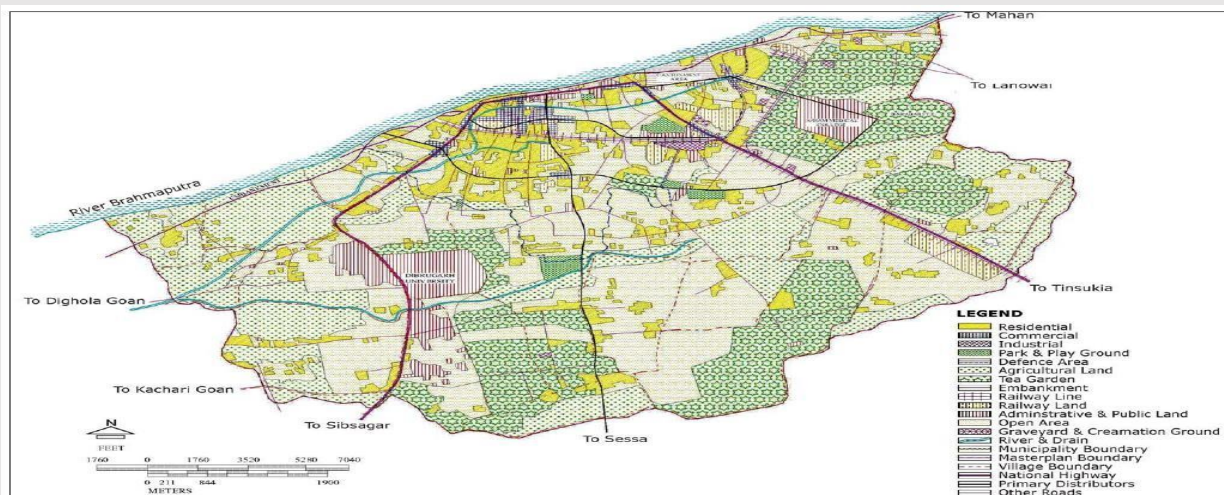 To Mahan
To Lanowai
River Brahmaputra
DIBRUGARH
UNIVERSITY
To Dighola Goan
To Kachari Goan
To Sibsagar
To Sessa
To Tinsukia
N
FEET
1760 0 1760 3520 5280 7040
0 211 844 1900
METERS
LEGEND
Residential
Commercial
Industrial
Park & Play Ground
Defence Area
Agricultural Land
Tea Garden
Embankment
Railway Line
Railway Land
Adminstrative & Public Land
Open Area
Graveyard & Creamation Ground
River & Drain
Municipality Boundary
Masterplan Boundary
Village Boundary
National Highway
Primary Distributors
Other Roads